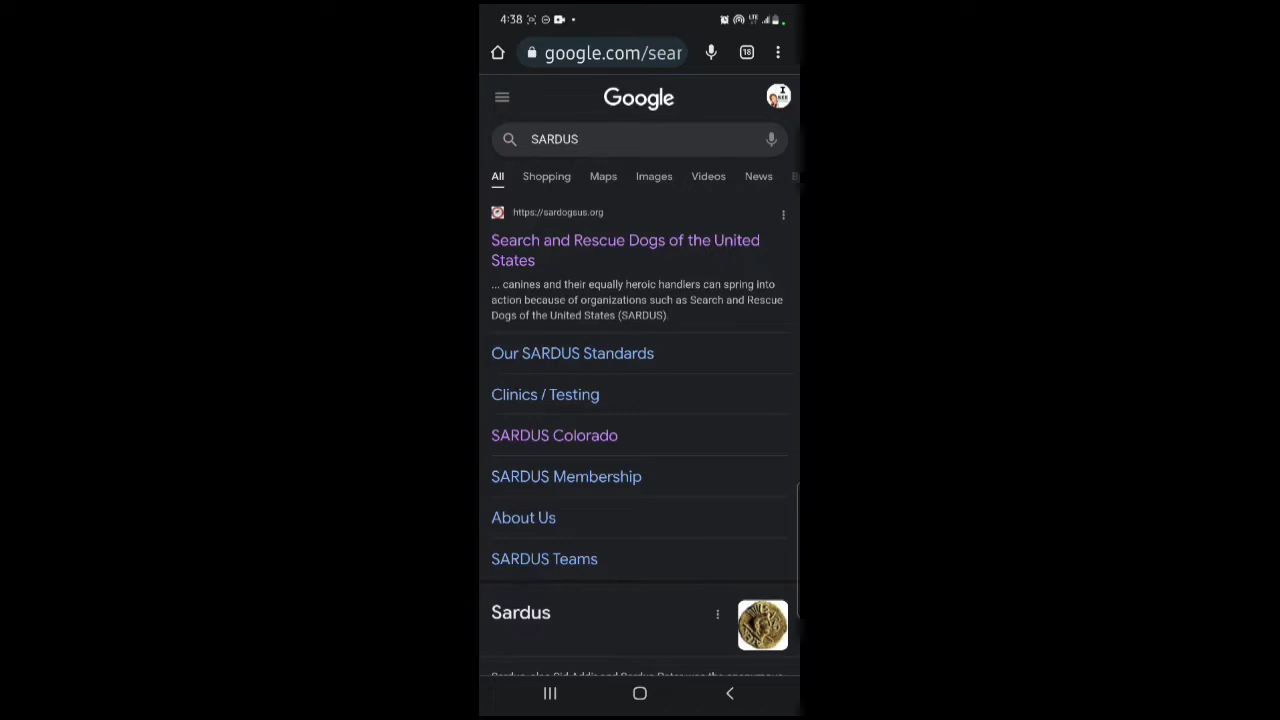 4:38
LTE
google.com/sear
18
Google
SARDUS
All Shopping Maps Images Videos News
https://sardogsus.org
Search and Rescue Dogs of the United
States
... canines and their equally heroic handlers can spring into
action because of organizations such as Search and Rescue
Dogs of the United States (SARDUS).
Our SARDUS Standards
Clinics / Testing
SARDUS Colorado
SARDUS Membership
About Us
SARDUS Teams
Sardus